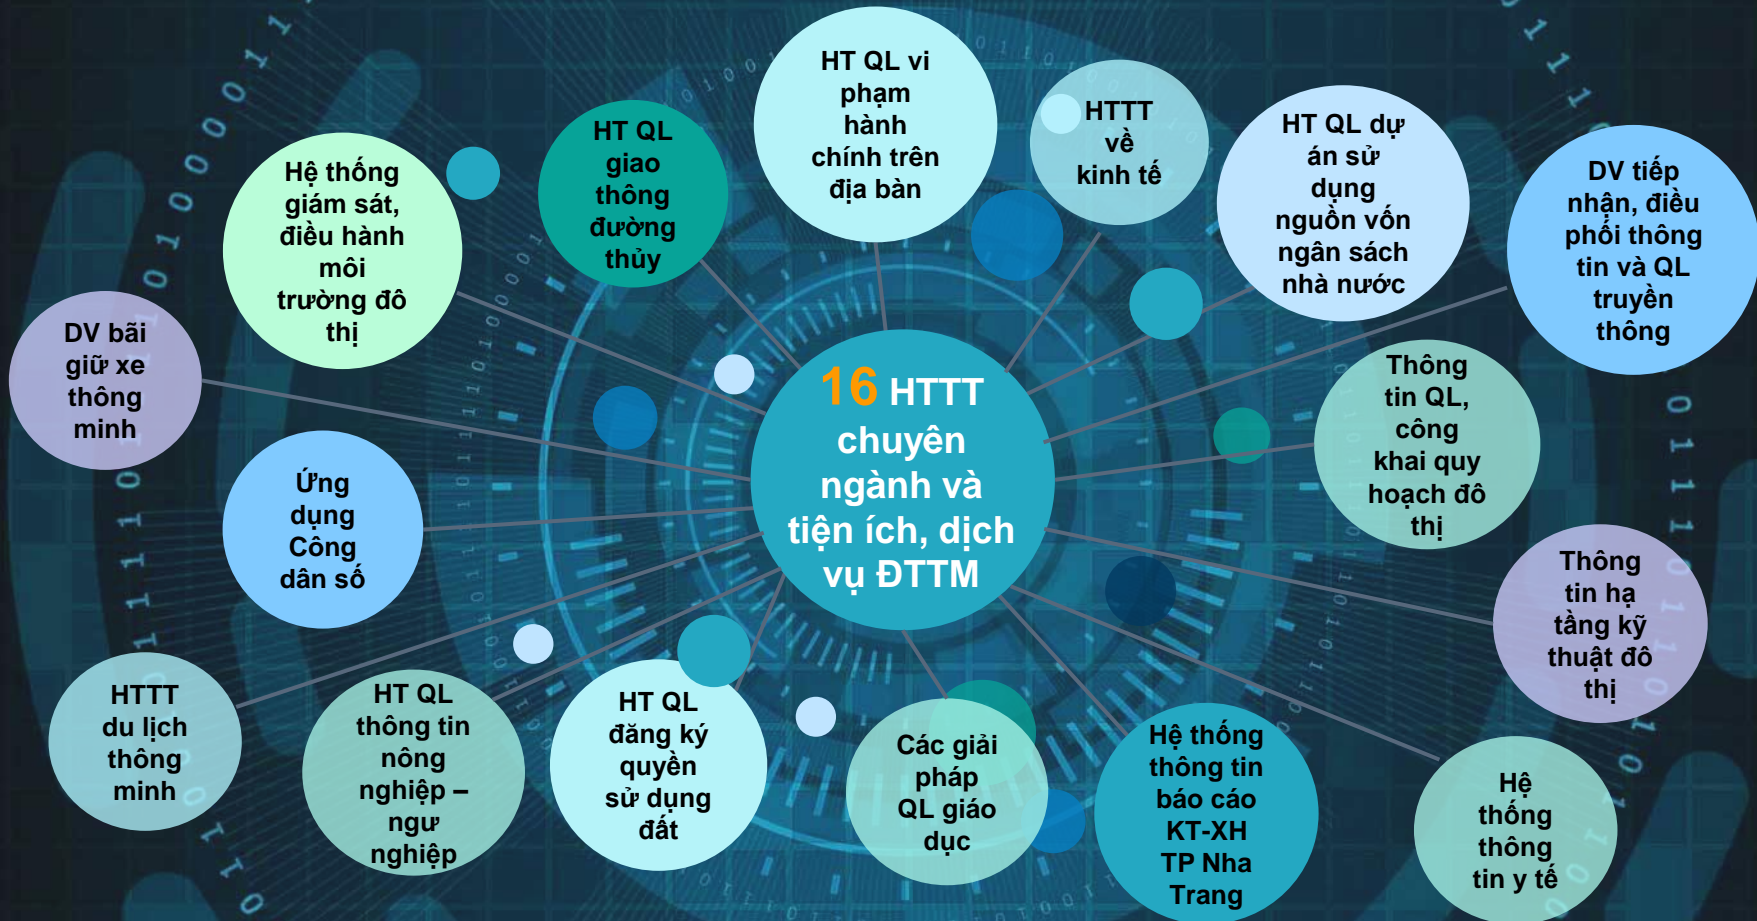 HT QL vi
phạm
hành
chính trên
địa bàn
HTTT
về
kinh tế
HT QL dự
án sử
dụng
nguồn vốn
ngân sách
nhà nước
DV tiếp
nhận, điều
phối thông
tin và QL
truyền
thông
HT QL
giao
thông
đường
thủy
Hệ thống
giám sát,
điều hành
môi
trường đô
thị
DV bãi
giữ xe
thông
minh
16 HTTT
chuyên
ngành và
tiện ích, dịch
vụ ĐTTM
Thông
tin QL,
công
khai quy
hoạch đô
thị
Ứng
dụng
Công
dân số
Thông
tin hạ
tầng kỹ
thuật đô
thị
HTTT
du lịch
thông
minh
HT QL
thông tin
nông
nghiệp –
ngư
nghiệp
HT QL
đăng ký
quyền
sử dụng
đất
Các giải
pháp
QL giáo
dục
Hệ thống
thông tin
báo cáo
KT-XH
TP Nha
Trang
Hệ
thống
thông
tin y tế